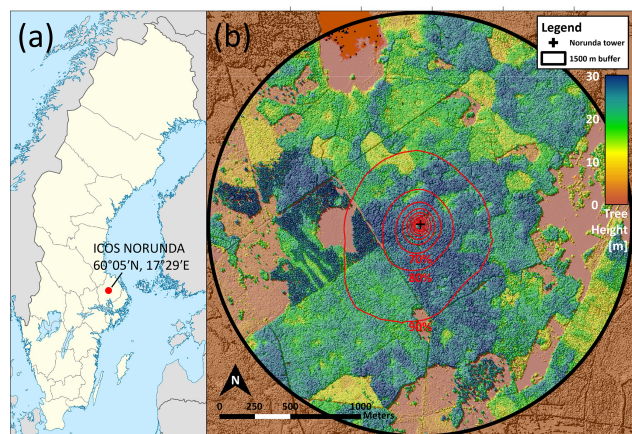 (a)
ICOS NORUNDA
60°05'N, 17°29'E
(b)
Legend
Norunda tower
1500 m buffer
30
20
10
0
Tree
Height
[m]
70%
80%
90%
N
0 250 500 1000
Meters